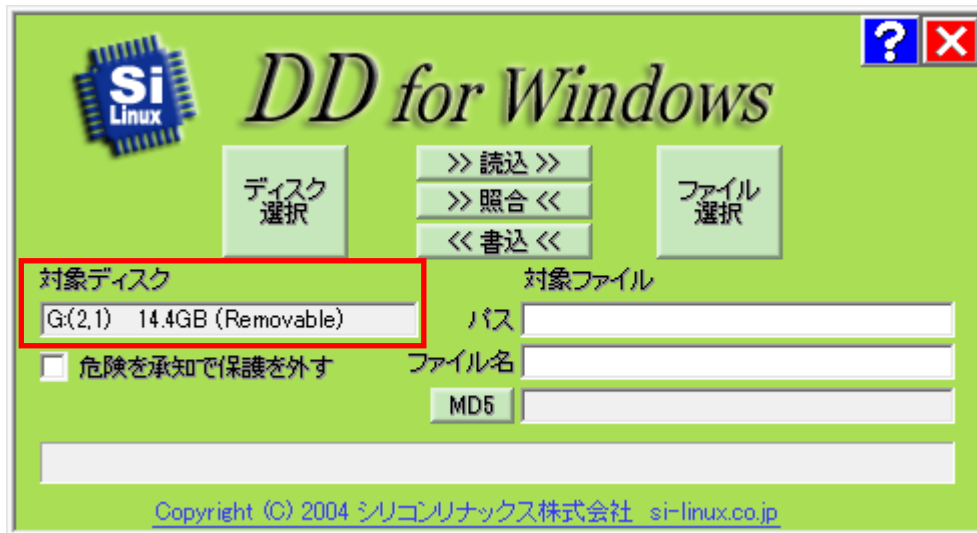 ?
Si
Linux
DD for Windows
ディスク
選択
>> 読込 >>
>> 照合 <<
<< 書込 <<
ファイル
選択
対象ディスク
G:(2,1) 14.4GB (Removable)
危険を承知で保護を外す
対象ファイル
パス
ファイル名
MD5
Copyright (C) 2004 シリコンリナックス株式会社 si-linux.co.jp